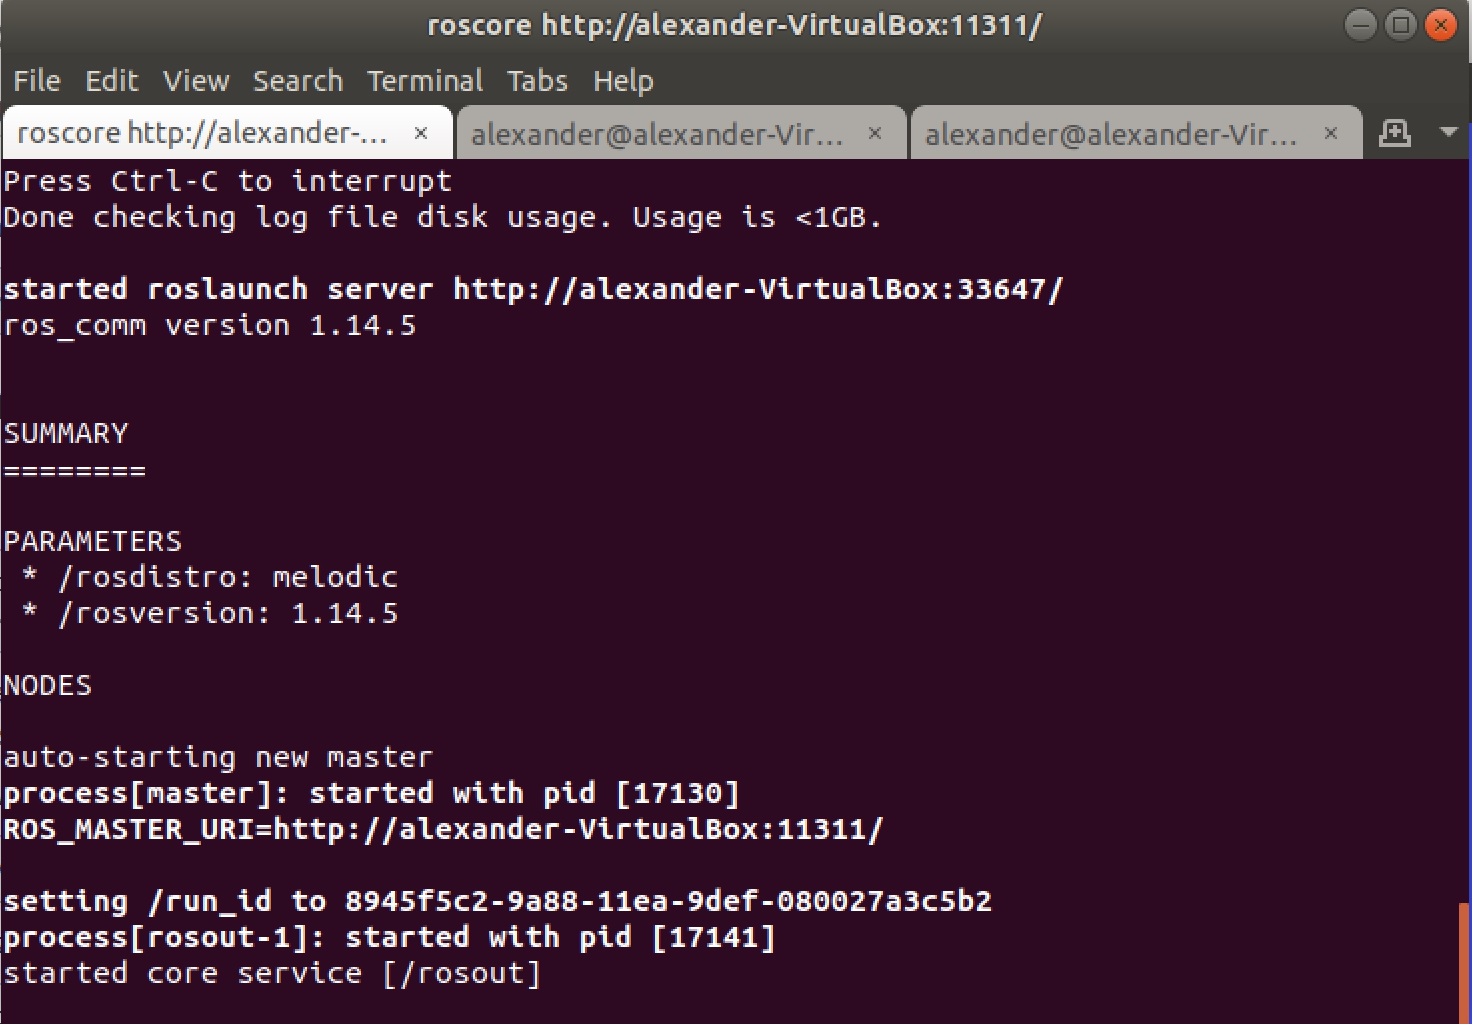 roscore http://alexander-VirtualBox:11311/
File Edit View Search Terminal Tabs Help
roscore http://alexander-... × alexander@alexander-Vir... × alexander@alexander-Vir... ×
Press Ctrl-C to interrupt
Done checking log file disk usage. Usage is <1GB.
started roslaunch server http://alexander-VirtualBox:33647/
ros_comm version 1.14.5
SUMMARY
========
PARAMETERS
 * /rosdistro: melodic
 * /rosversion: 1.14.5
NODES
auto-starting new master
process[master]: started with pid [17130]
ROS_MASTER_URI=http://alexander-VirtualBox:11311/
setting /run_id to 8945f5c2-9a88-11ea-9def-080027a3c5b2
process[rosout-1]: started with pid [17141]
started core service [/rosout]